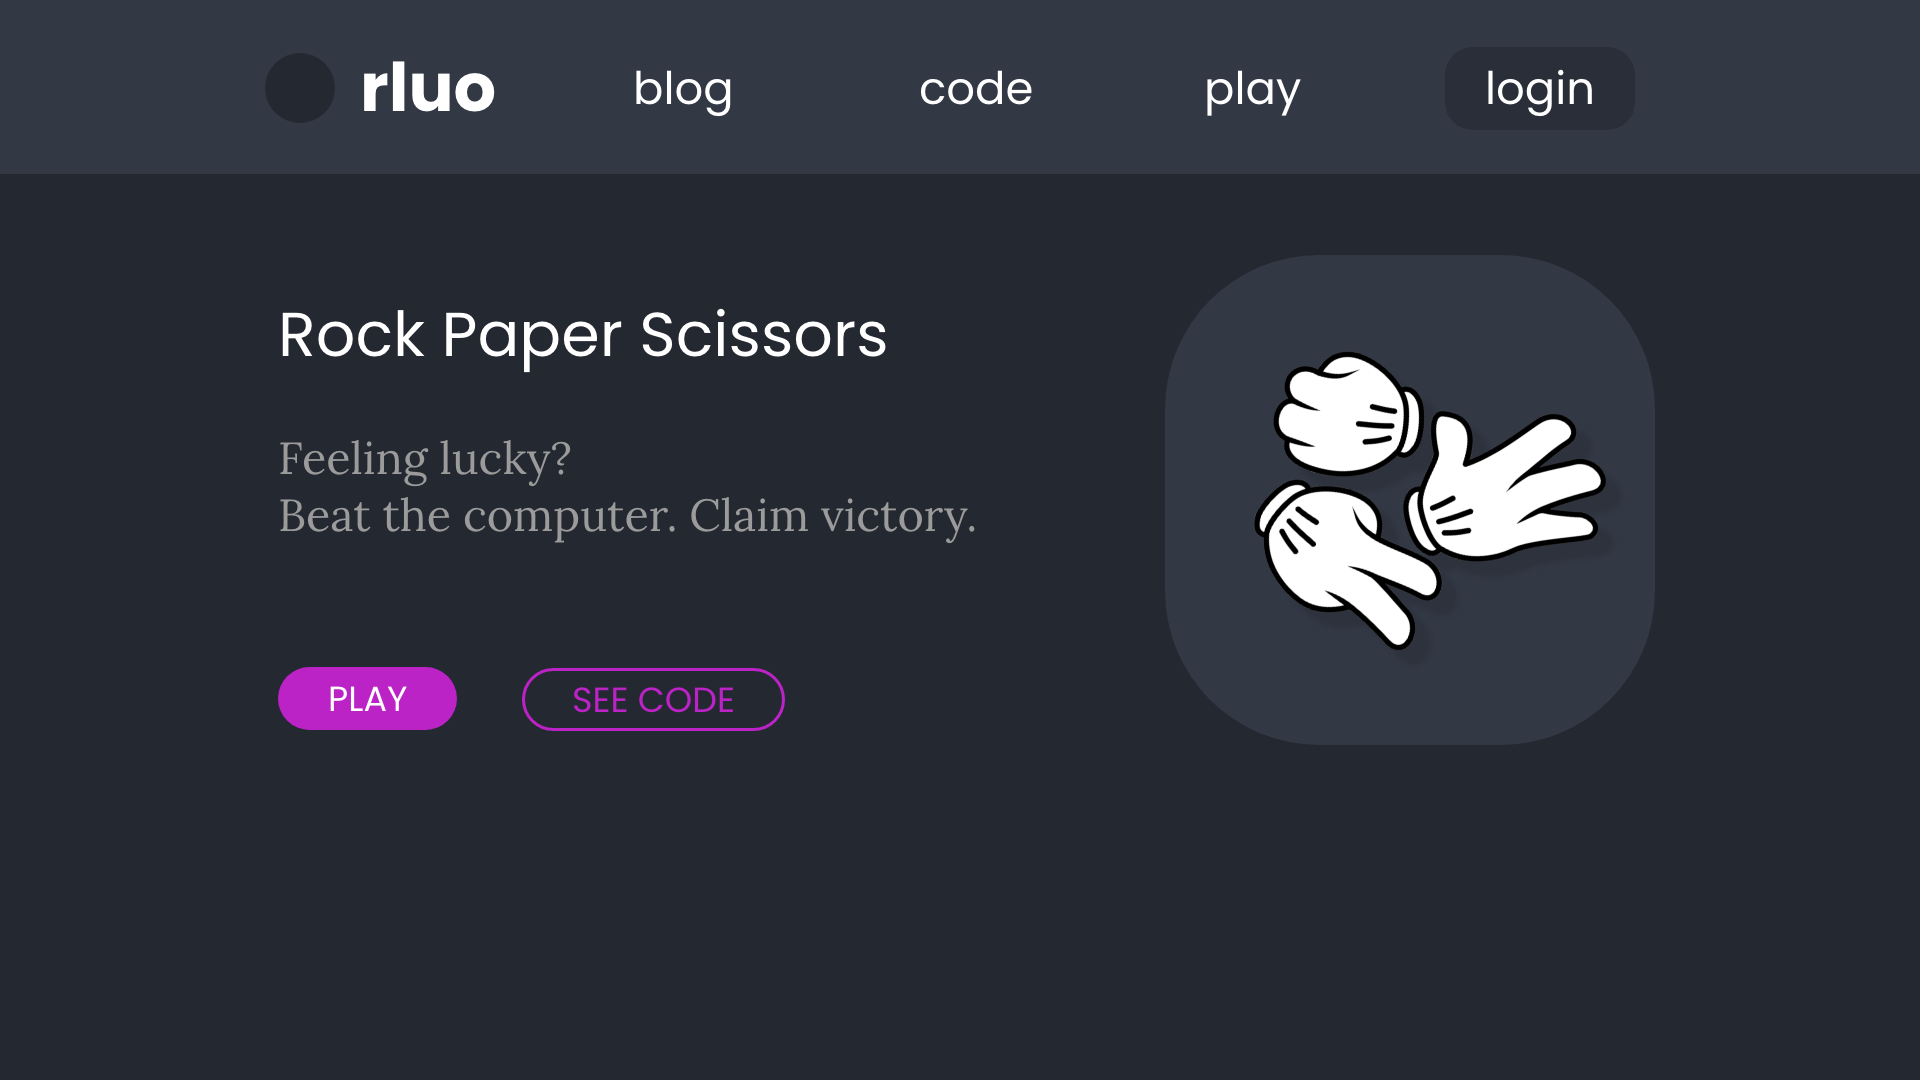 rluo blog code play login
Rock Paper Scissors
Feeling lucky?
Beat the computer. Claim victory.
PLAY SEE CODE